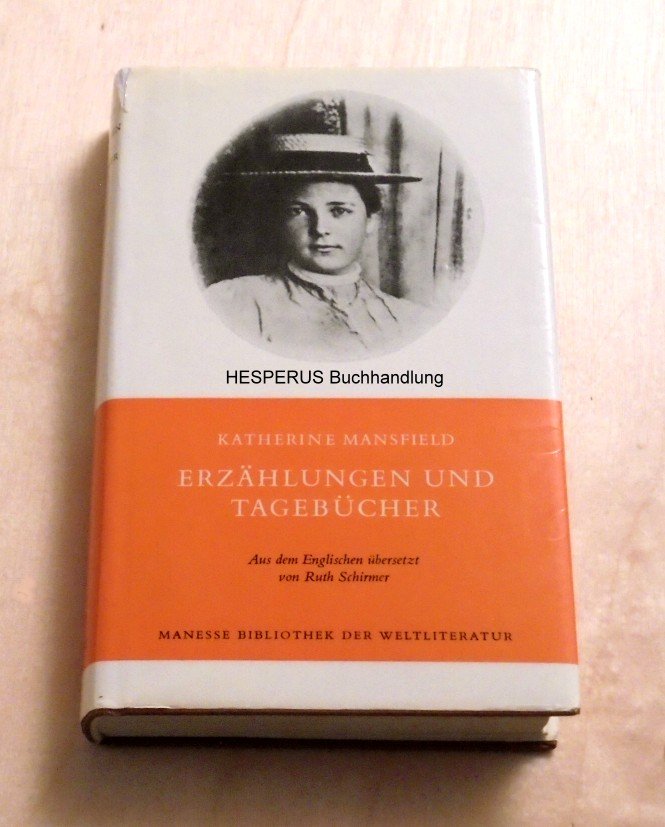 HESPERUS Buchhandlung
KATHERINE MANSFIELD
ERZÄHLUNGEN UND
TAGEBÜCHER
Aus dem Englischen übersetzt
von Ruth Schirmer
MANESSE BIBLIOTHEK DER WELTLITERATUR